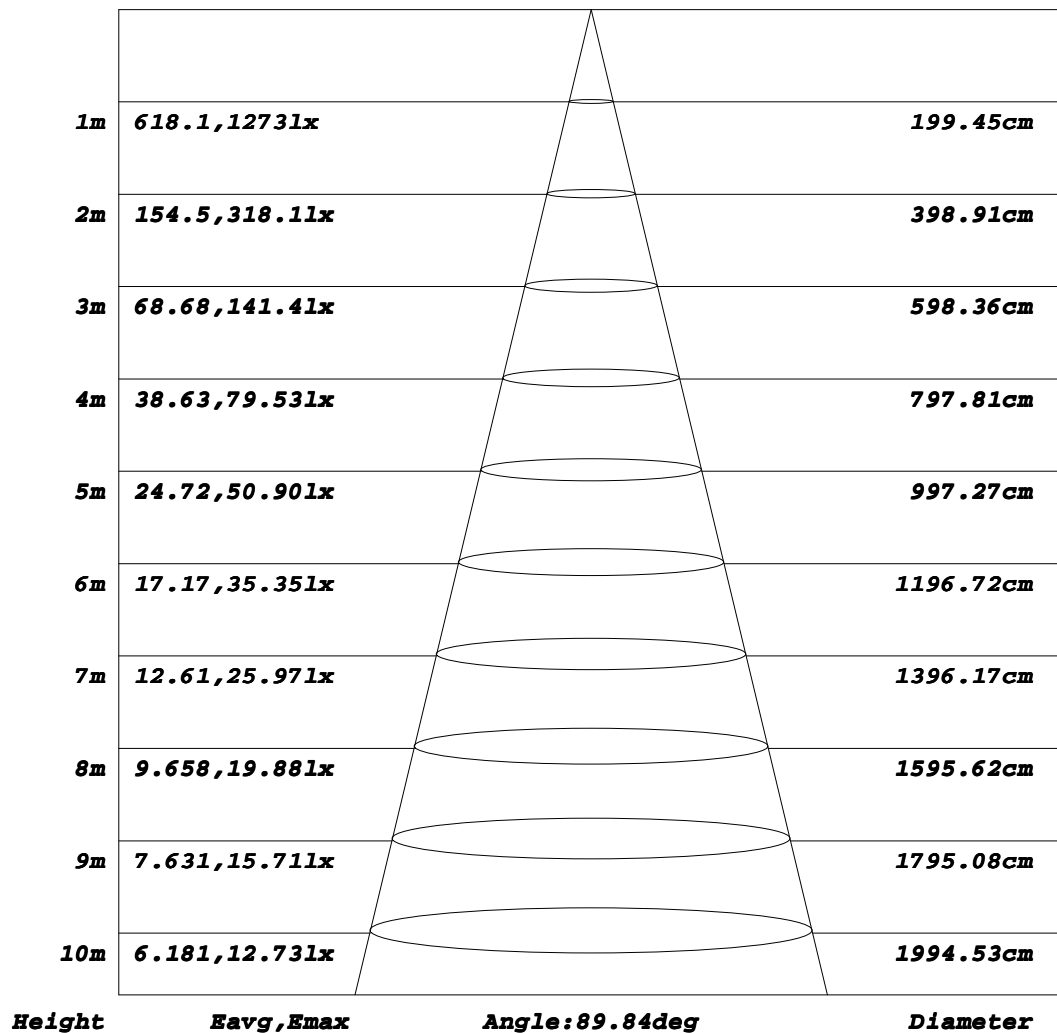 1m 618.1,1273lx 199.45cm
2m 154.5,318.1lx 398.91cm
3m 68.68,141.4lx 598.36cm
4m 38.63,79.53lx 797.81cm
5m 24.72,50.90lx 997.27cm
6m 17.17,35.35lx 1196.72cm
7m 12.61,25.97lx 1396.17cm
8m 9.658,19.88lx 1595.62cm
9m 7.631,15.71lx 1795.08cm
10m 6.181,12.73lx 1994.53cm
Height Eavg,Emax Angle:89.84deg Diameter